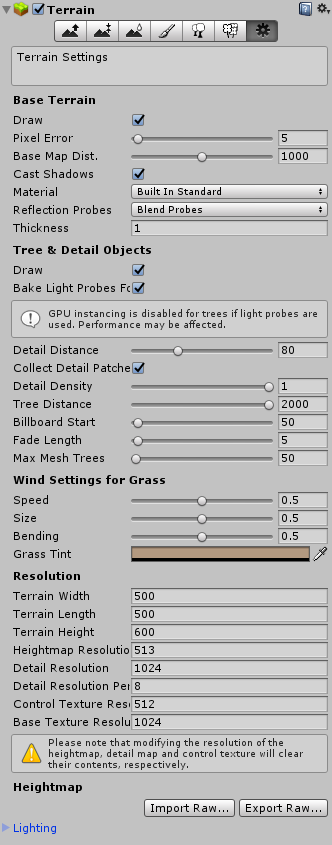 Terrain
Terrain Settings
Base Terrain
Draw
Pixel Error 5
Base Map Dist. 1000
Cast Shadows
Material Built In Standard
Reflection Probes Blend Probes
Thickness 1
Tree & Detail Objects
Draw
Bake Light Probes Fo
GPU instancing is disabled for trees if light probes are
used. Performance may be affected.
Detail Distance 80
Collect Detail Patche
Detail Density 1
Tree Distance 2000
Billboard Start 50
Fade Length 5
Max Mesh Trees 50
Wind Settings for Grass
Speed 0.5
Size 0.5
Bending 0.5
Grass Tint
Resolution
Terrain Width 500
Terrain Length 500
Terrain Height 600
Heightmap Resolutio 513
Detail Resolution 1024
Detail Resolution Per 8
Control Texture Reso 512
Base Texture Resolu 1024
Please note that modifying the resolution of the
heightmap, detail map and control texture will clear
their contents, respectively.
Heightmap
Import Raw... Export Raw...
Lighting